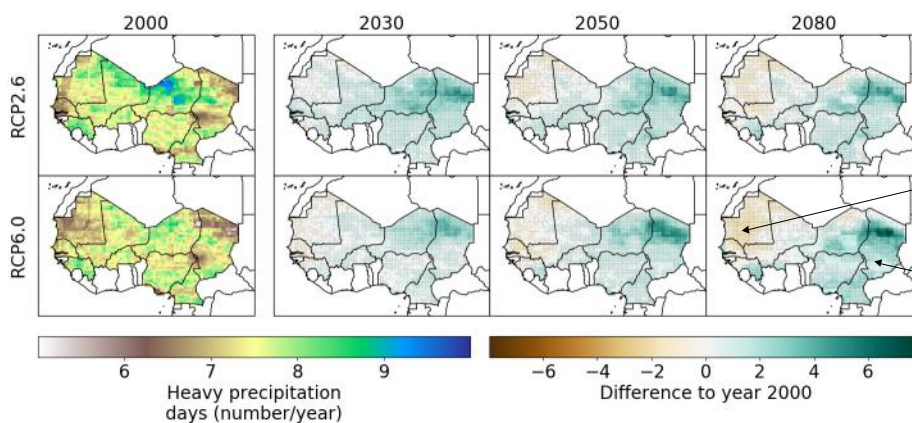 2000 2030 2050 2080
RCP2.6
RCP6.0
6 7 8 9
Heavy precipitation
days (number/year)
−6 −4 −2 0 2 4 6
Difference to year 2000